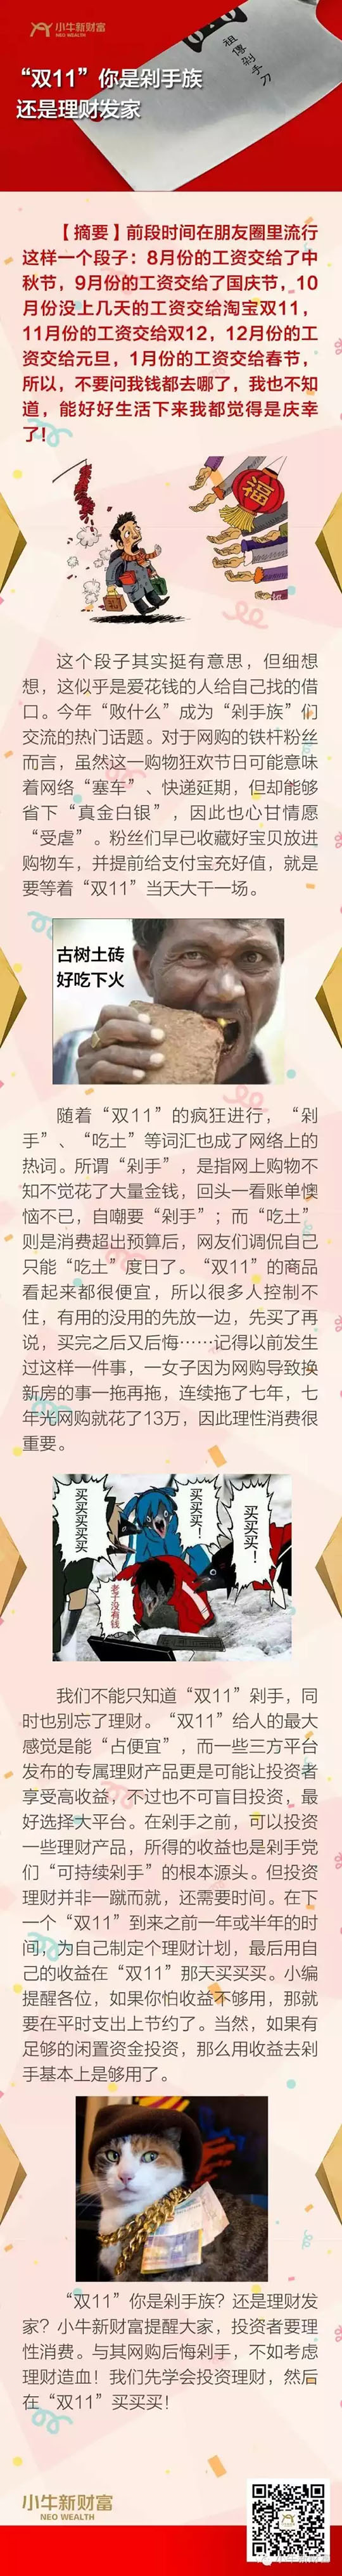 小牛新财富
NEO WEALTH
祖传剁手刀
“双11”你是剁手族
还是理财发家
【摘要】前段时间在朋友圈里流行
这样一个段子：8月份的工资交给了中
秋节，9月份的工资交给了国庆节，10
月份没上几天的工资交给淘宝双11，
11月份的工资交给双12，12月份的工
资交给元旦，1月份的工资交给春节，
所以，不要问我钱都去哪了，我也不知
道，能好好生活下来我都觉得是庆幸
了！
福
这个段子其实挺有意思，但细想
想，这似乎是爱花钱的人给自己找的借
口。今年“败什么”成为“剁手族”们
交流的热门话题。对于网购的铁杆粉丝
而言，虽然这一购物狂欢节日可能意味
着网络“塞车”、快递延期，但却能够
省下“真金白银”，因此也心甘情愿
“受虐”。粉丝们早已收藏好宝贝放进
购物车，并提前给支付宝充好值，就是
要等着“双11”当天大干一场。
古树土砖
好吃下火
随着“双11”的疯狂进行，“剁
手”、“吃土”等词汇也成了网络上的
热词。所谓“剁手”，是指网上购物不
知不觉花了大量金钱，回头一看账单懊
恼不已，自嘲要“剁手”；而“吃土”
则是消费超出预算后，网友们调侃自己
只能“吃土”度日了。“双11”的商品
看起来都很便宜，所以很多人控制不
住，有用的没用的先放一边，先买了再
说，买完之后又后悔……记得以前发生
过这样一件事，一女子因为网购导致换
新房的事一拖再拖，连续拖了七年，七
年光网购就花了13万，因此理性消费很
重要。
买买买买买
买买买！
买买买！
老子没有钱
我们不能只知道“双11”剁手，同
时也别忘了理财。“双11”给人的最大
感觉是能“占便宜”，而一些三方平台
发布的专属理财产品更是可能让投资者
享受高收益，不过也不可盲目投资，最
好选择大平台。在剁手之前，可以投资
一些理财产品，所得的收益也是剁手党
们“可持续剁手”的根本源头。但投资
理财并非一蹴而就，还需要时间。在下
一个“双11”到来之前一年或半年的时
间，为自己制定个理财计划，最后用自
己的收益在“双11”那天买买买。小编
提醒各位，如果你怕收益不够用，那就
要在平时支出上节约了。当然，如果有
足够的闲置资金投资，那么用收益去剁
手基本上是够用了。
“双11”你是剁手族？还是理财发
家？小牛新财富提醒大家，投资者要理
性消费。与其网购后悔剁手，不如考虑
理财造血！我们先学会投资理财，然后
在“双11”买买买！
小牛新财富
NEO WEALTH
小牛新财富